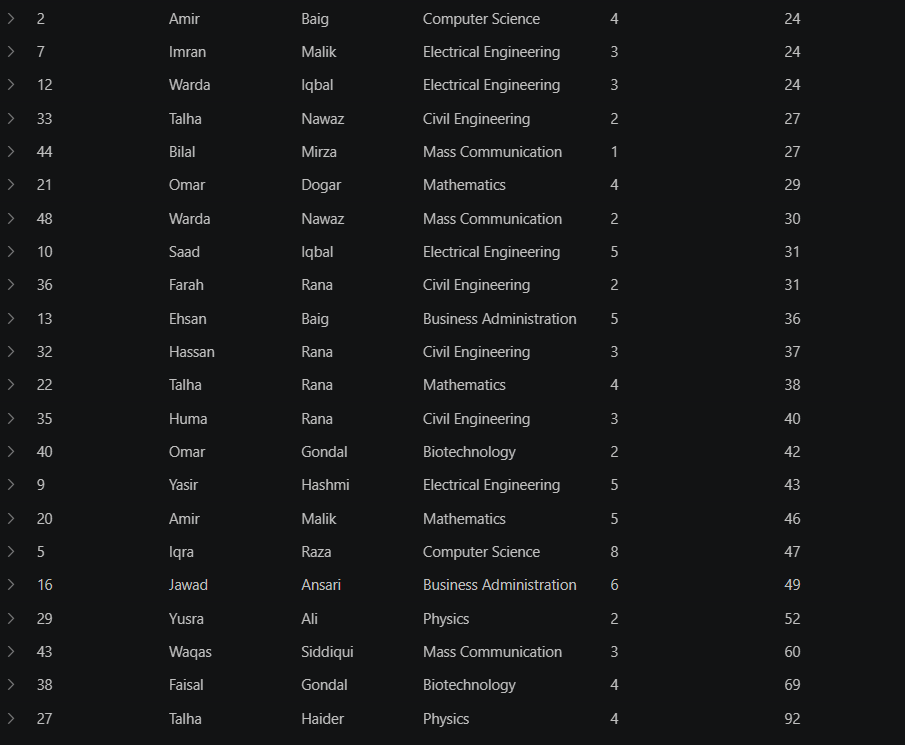 2 Amir Baig Computer Science 4 24
7 Imran Malik Electrical Engineering 3 24
12 Warda Iqbal Electrical Engineering 3 24
33 Talha Nawaz Civil Engineering 2 27
44 Bilal Mirza Mass Communication 1 27
21 Omar Dogar Mathematics 4 29
48 Warda Nawaz Mass Communication 2 30
10 Saad Iqbal Electrical Engineering 5 31
36 Farah Rana Civil Engineering 2 31
13 Ehsan Baig Business Administration 5 36
32 Hassan Rana Civil Engineering 3 37
22 Talha Rana Mathematics 4 38
35 Huma Rana Civil Engineering 3 40
40 Omar Gondal Biotechnology 2 42
9 Yasir Hashmi Electrical Engineering 5 43
20 Amir Malik Mathematics 5 46
5 Iqra Raza Computer Science 8 47
16 Jawad Ansari Business Administration 6 49
29 Yusra Ali Physics 2 52
43 Waqas Siddiqui Mass Communication 3 60
38 Faisal Gondal Biotechnology 4 69
27 Talha Haider Physics 4 92